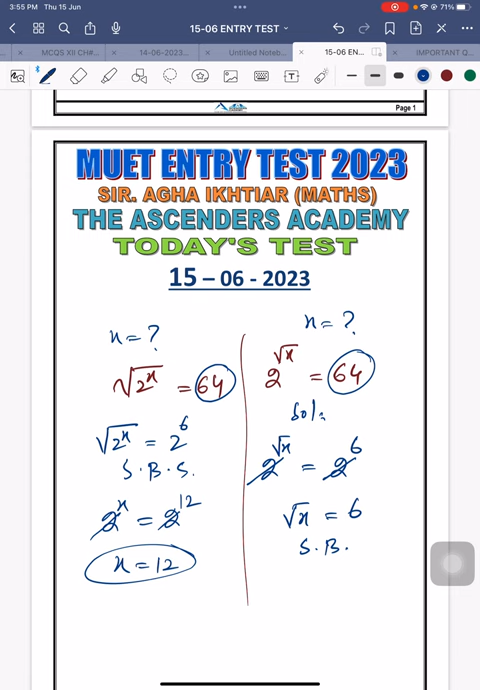 3:55 PM Thu 15 Jun
71%
15-06 ENTRY TEST
MCQS XII CH#...
14-06-2023...
Untitled Noteb...
15-06 EN...
IMPORTANT Q...
Page 1
MUET ENTRY TEST 2023
SIR. AGHA IKHTIAR (MATHS)
THE ASCENDERS ACADEMY
TODAY'S TEST
15 – 06 - 2023
x = ?
√2^x = 64
√2^x = 2^6
S.B.S.
2^x = 2^12
x = 12
x = ?
2^√x = 64
Sol:
2^√x = 2^6
√x = 6
S.B.